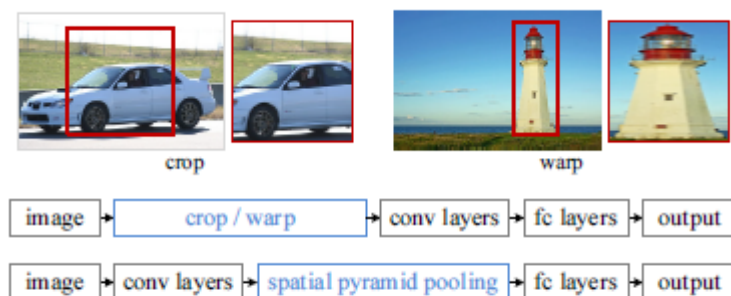 crop
warp
image crop / warp conv layers fc layers output
image conv layers spatial pyramid pooling fc layers output